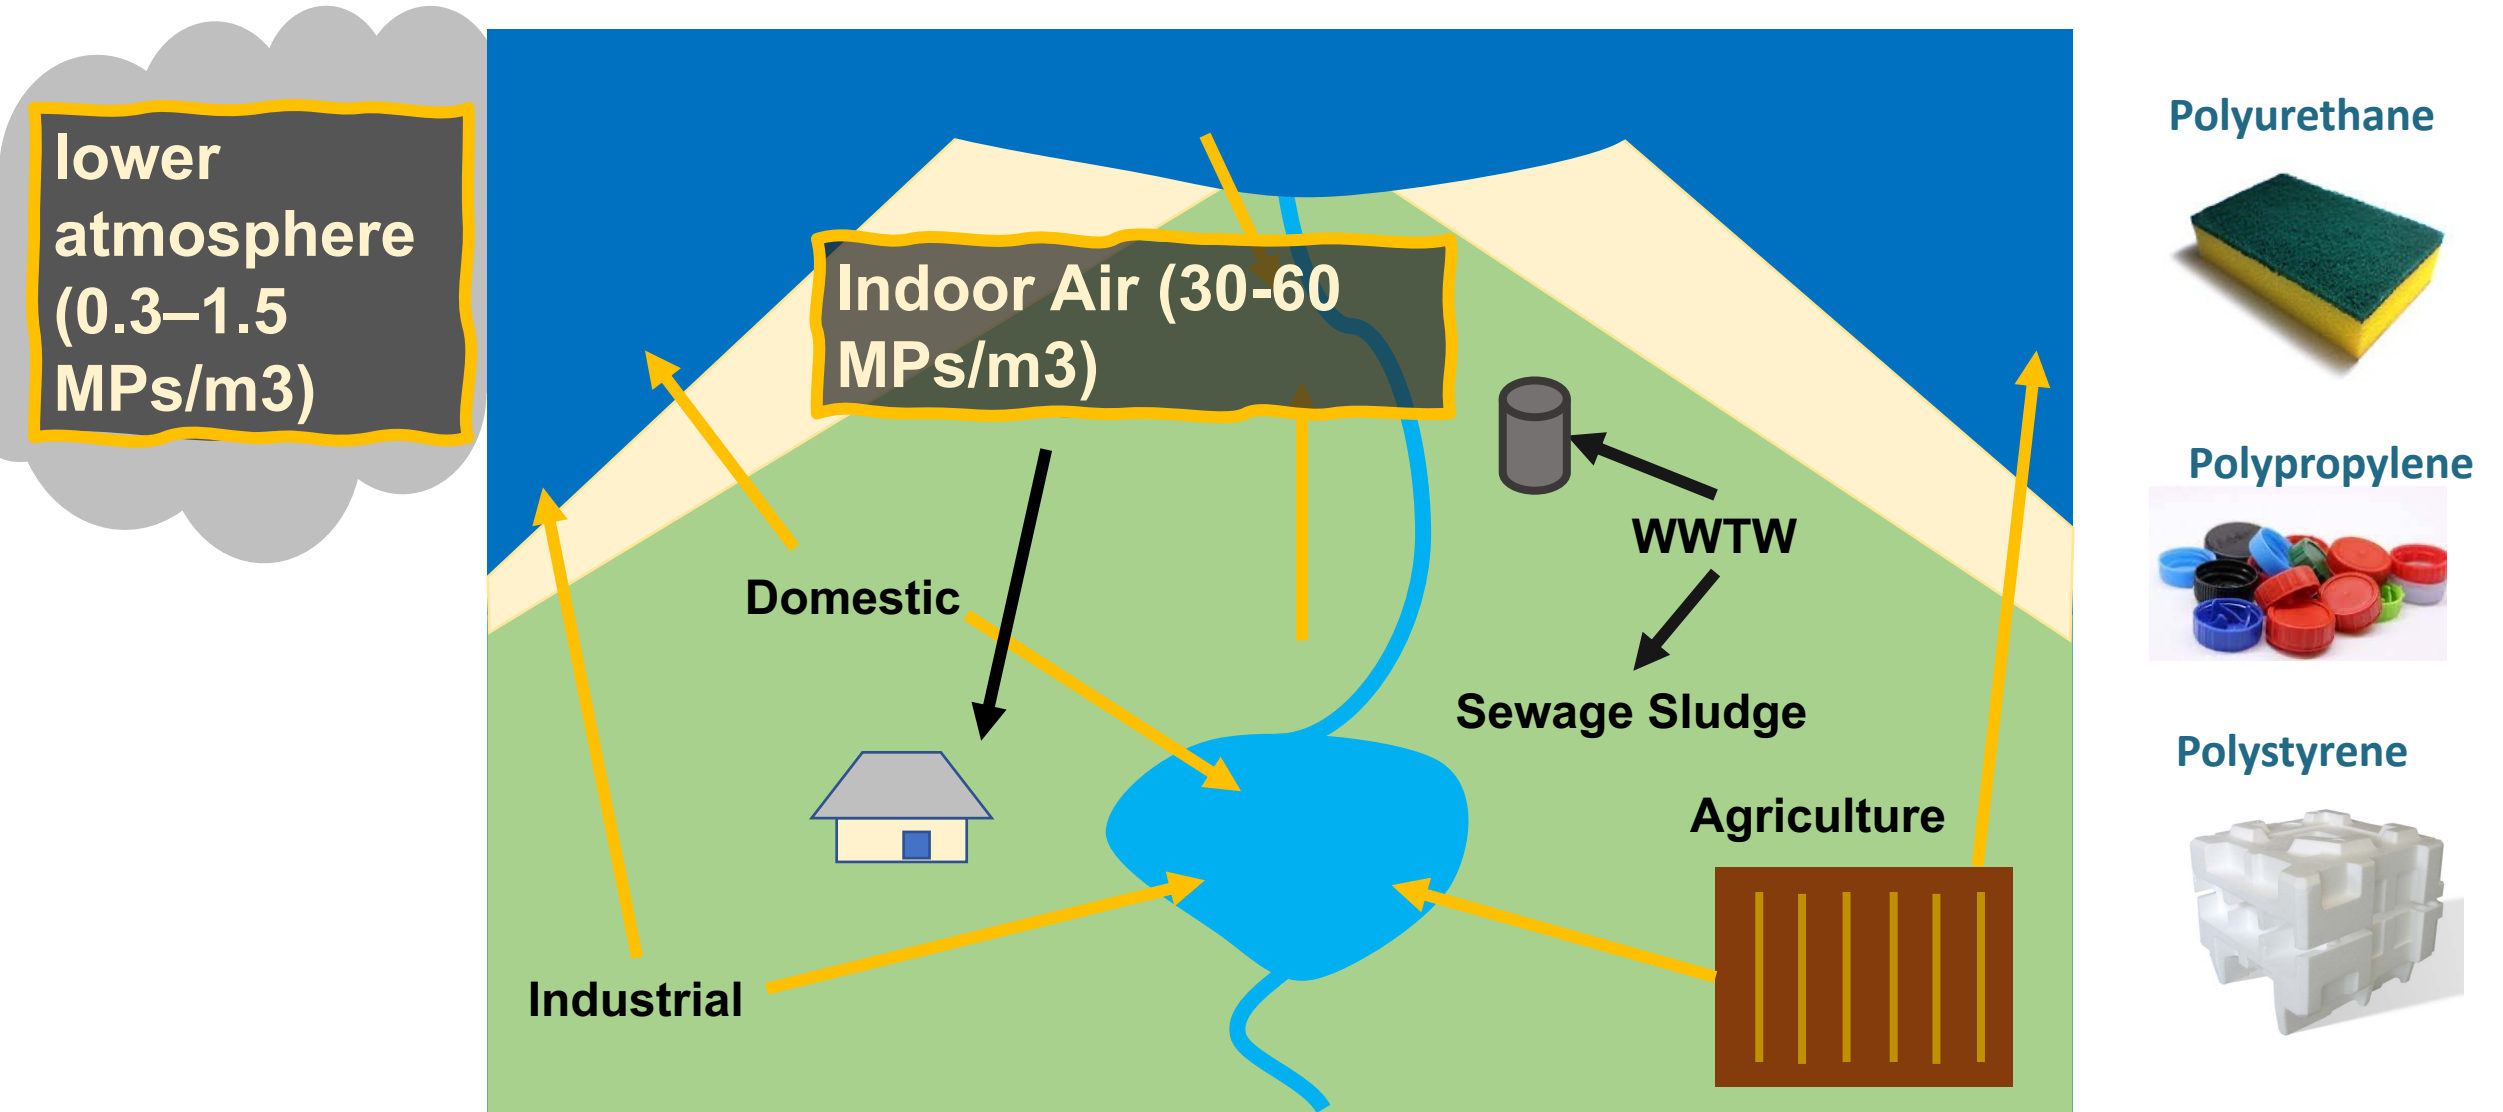 lower
atmosphere
(0.3–1.5
MPs/m3)
Indoor Air (30-60
MPs/m3)
WWTW
Domestic
Sewage Sludge
Agriculture
Industrial
Polyurethane
Polypropylene
Polystyrene